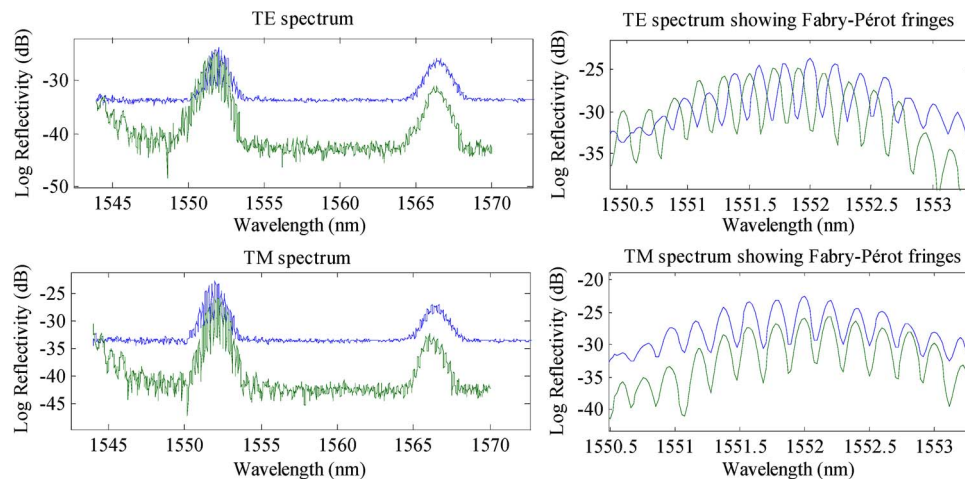 TE spectrum
Log Reflectivity (dB)
-30
-40
-50
1545 1550 1555 1560 1565 1570
Wavelength (nm)
TE spectrum showing Fabry-Pérot fringes
Log Reflectivity (dB)
-25
-30
-35
1550.5 1551 1551.5 1552 1552.5 1553
Wavelength (nm)
TM spectrum
Log Reflectivity (dB)
-25
-30
-35
-40
-45
1545 1550 1555 1560 1565 1570
Wavelength (nm)
TM spectrum showing Fabry-Pérot fringes
Log Reflectivity (dB)
-20
-25
-30
-35
-40
1550.5 1551 1551.5 1552 1552.5 1553
Wavelength (nm)